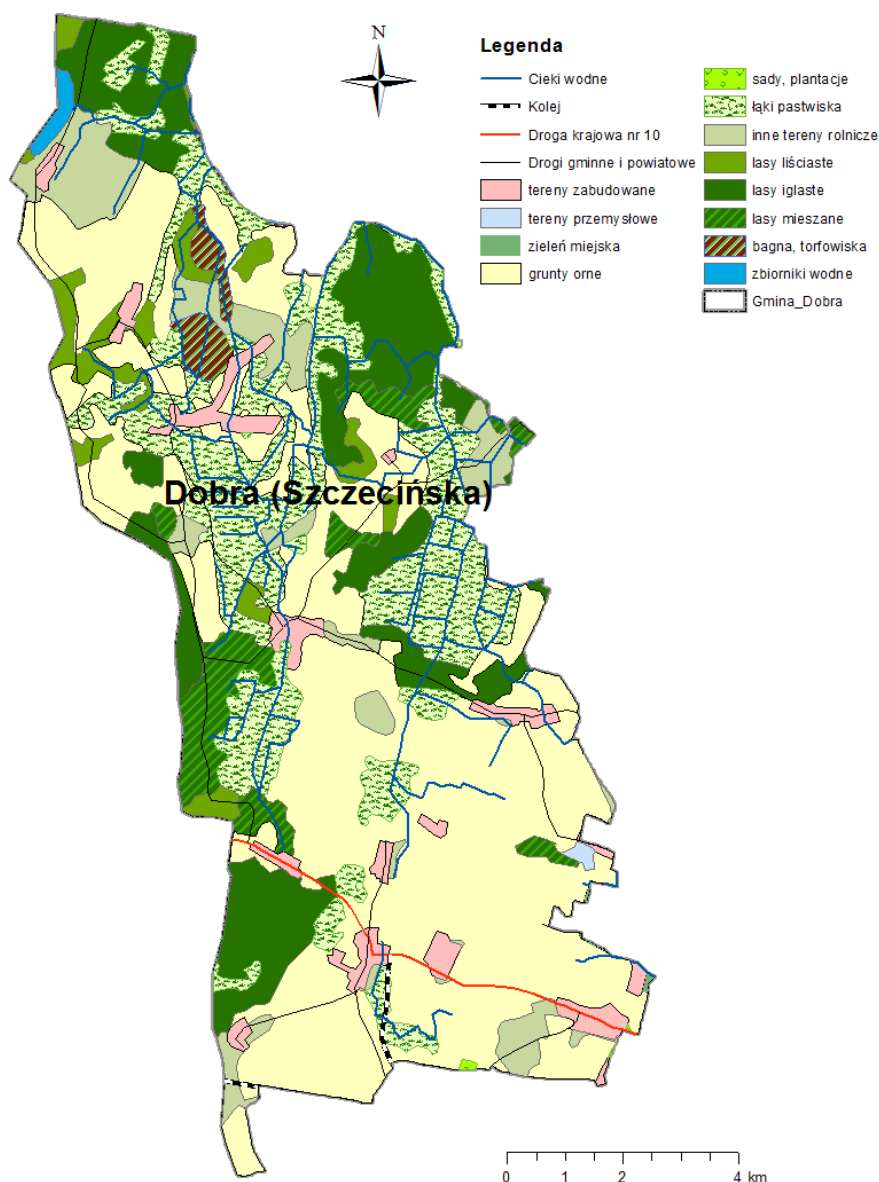 N
Legenda
Cieki wodne
Kolej
Droga krajowa nr 10
Drogi gminne i powiatowe
tereny zabudowane
tereny przemysłowe
zieleń miejska
grunty orne
sady, plantacje
łąki pastwiska
inne tereny rolnicze
lasy liściaste
lasy iglaste
lasy mieszane
bagna, torfowiska
zbiorniki wodne
Gmina_Dobra
Dobra (Szczecińska)
0 1 2 4 km